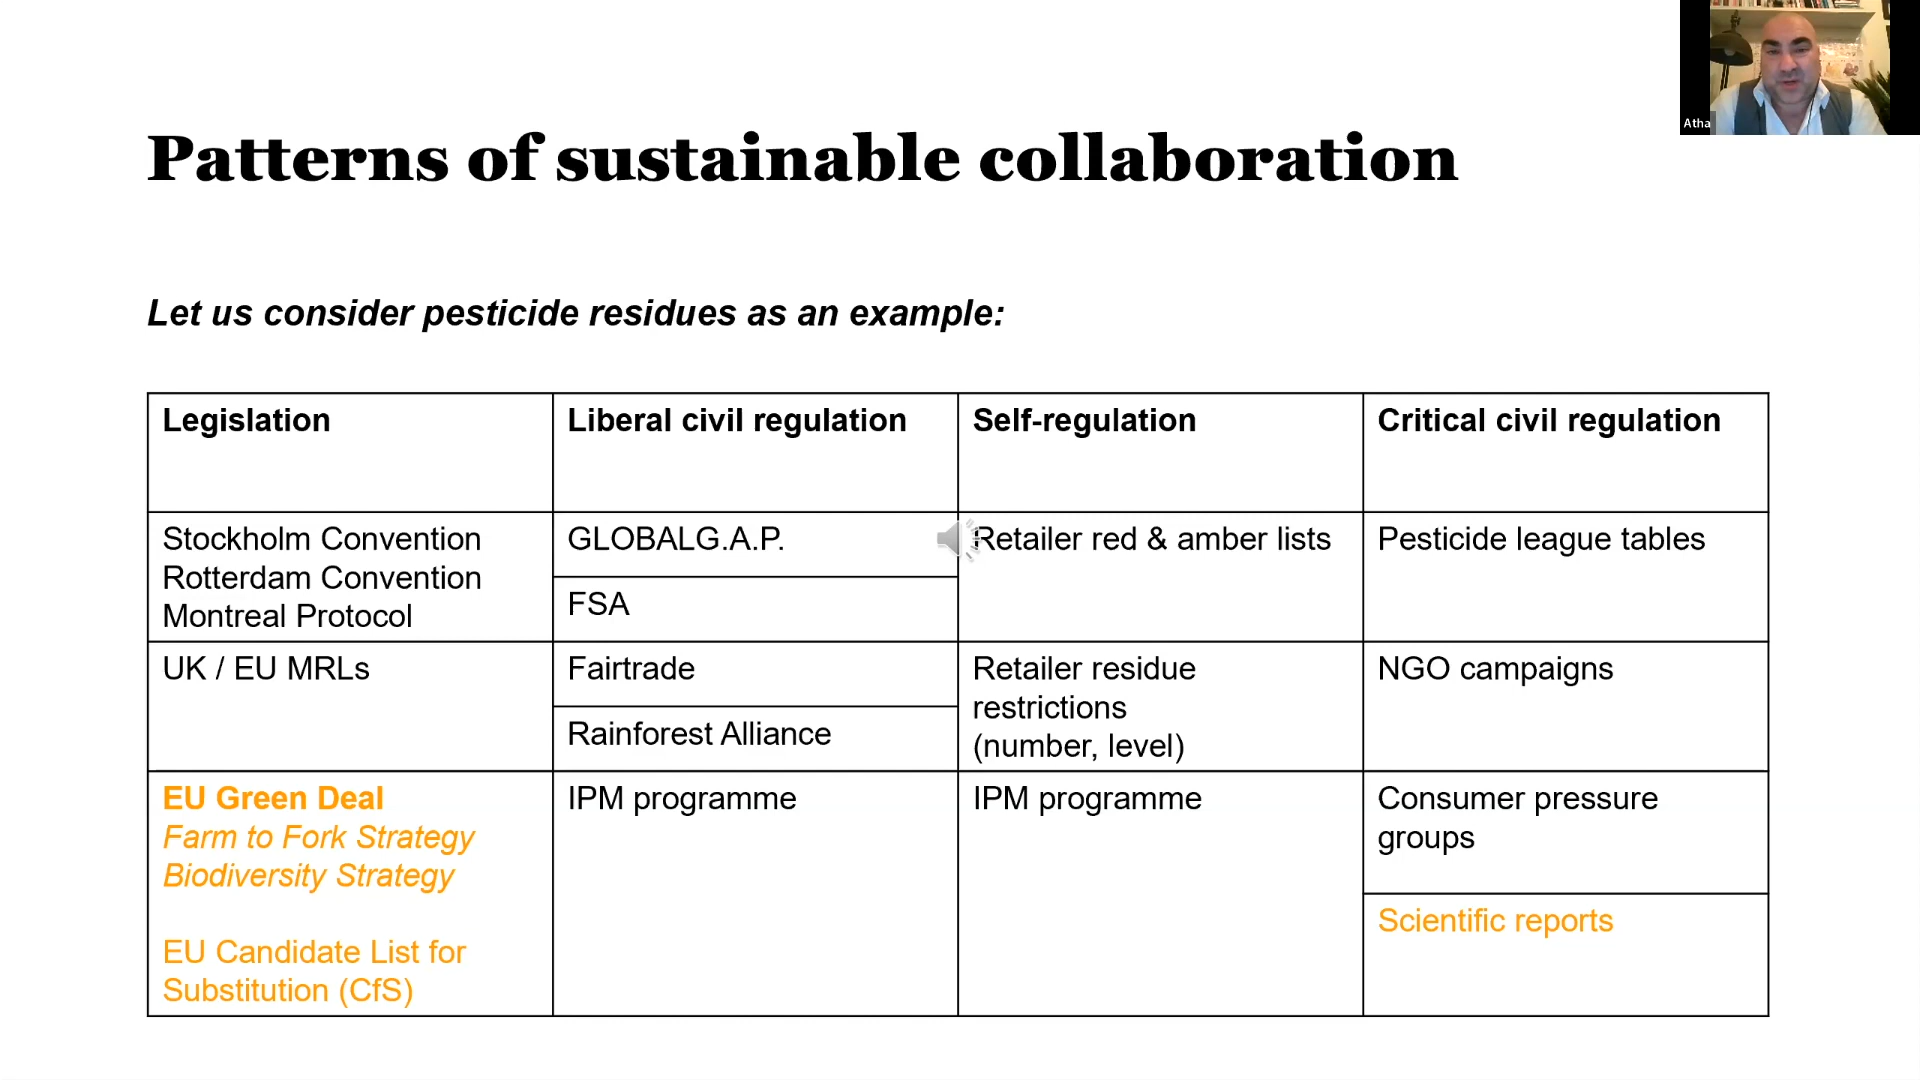 Atha
Patterns of sustainable collaboration
Let us consider pesticide residues as an example:
Legislation
Liberal civil regulation
Self-regulation
Critical civil regulation
Stockholm Convention
Rotterdam Convention
Montreal Protocol
GLOBALG.A.P.
FSA
Retailer red & amber lists
Pesticide league tables
UK / EU MRLs
Fairtrade
Rainforest Alliance
Retailer residue
restrictions
(number, level)
NGO campaigns
EU Green Deal
Farm to Fork Strategy
Biodiversity Strategy
EU Candidate List for
Substitution (CfS)
IPM programme
IPM programme
Consumer pressure
groups
Scientific reports